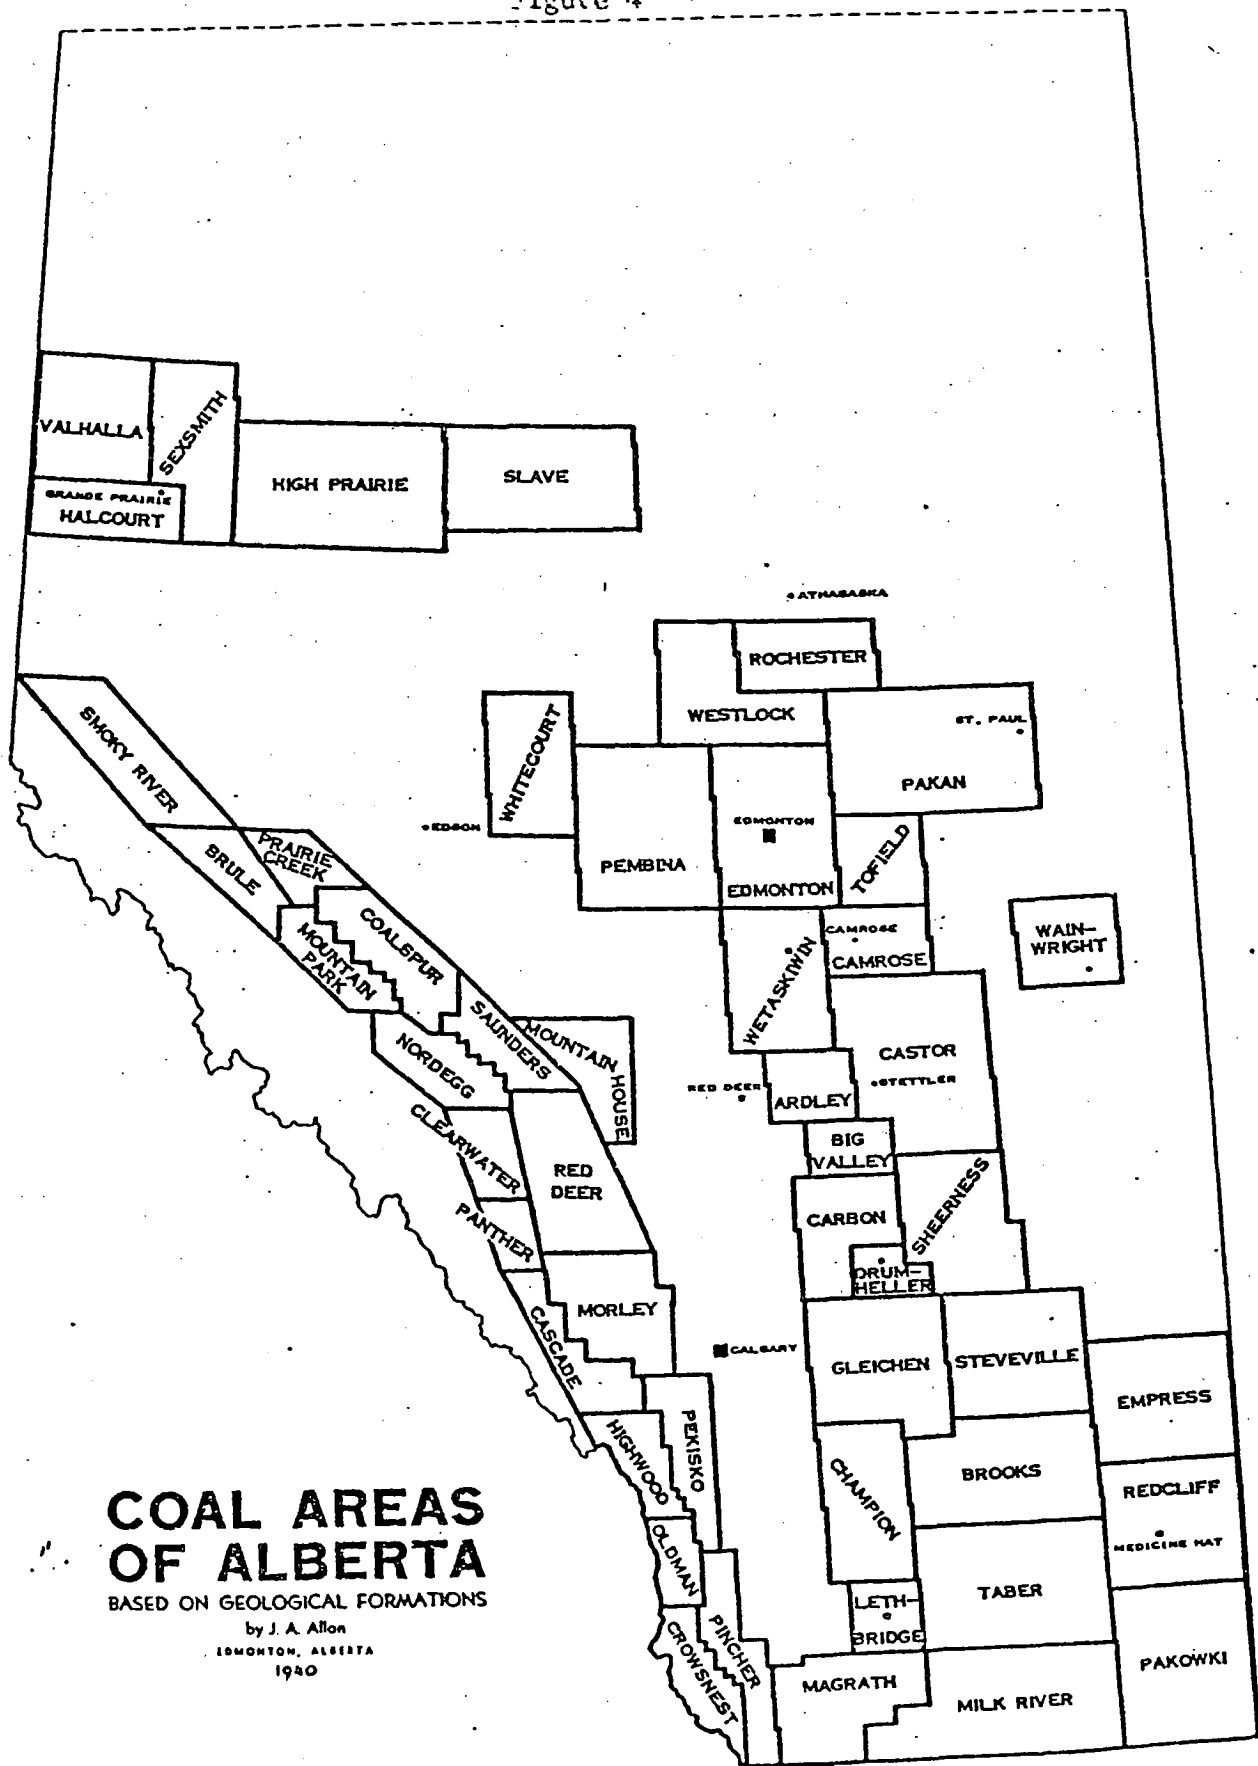 Figure 4
VALHALLA
SEXSMITH
GRANDE PRAIRIE
HALCOURT
HIGH PRAIRIE
SLAVE
ATHABASKA
ROCHESTER
WESTLOCK
ST. PAUL
PAKAN
WHITECOURT
EDSON
PEMBINA
EDMONTON
EDMONTON
TOFIELD
SMOKY RIVER
BRULE
PRAIRIE
CREEK
COALSPUR
MOUNTAIN
PARK
CAMROSE
CAMROSE
WETASKIWIN
WAIN-
WRIGHT
NORDEGG
SAUNDERS
MOUNTAIN
HOUSE
CASTOR
STETTLER
RED DEER
ARDLEY
BIG
VALLEY
CLEARWATER
RED
DEER
PANTHER
CARBON
SHEERNESS
DRUM-
HELLER
CASCADE
MORLEY
CALGARY
GLEICHEN
STEVEVILLE
EMPRESS
PEKISKO
HIGHWOOD
CHAMPION
BROOKS
REDCLIFF
MEDICINE HAT
OLDMAN
LETH-
BRIDGE
TABER
CROWSNEST
PINCHER
MAGRATH
MILK RIVER
PAKOWKI
COAL AREAS
OF ALBERTA
BASED ON GEOLOGICAL FORMATIONS
by J. A. Allan
EDMONTON, ALBERTA
1940